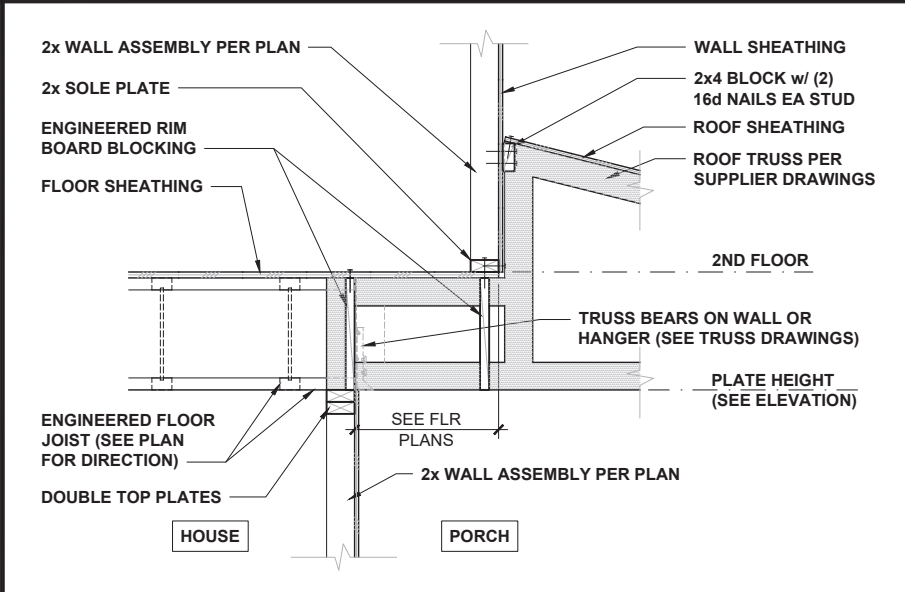 2x WALL ASSEMBLY PER PLAN
2x SOLE PLATE
ENGINEERED RIM
BOARD BLOCKING
FLOOR SHEATHING
WALL SHEATHING
2x4 BLOCK w/ (2)
16d NAILS EA STUD
ROOF SHEATHING
ROOF TRUSS PER
SUPPLIER DRAWINGS
2ND FLOOR
TRUSS BEARS ON WALL OR
HANGER (SEE TRUSS DRAWINGS)
PLATE HEIGHT
(SEE ELEVATION)
ENGINEERED FLOOR
JOIST (SEE PLAN
FOR DIRECTION)
DOUBLE TOP PLATES
SEE FLR
PLANS
2x WALL ASSEMBLY PER PLAN
HOUSE
PORCH